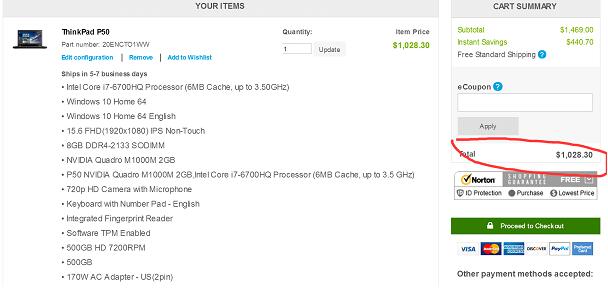 YOUR ITEMS
ThinkPad P50
Part number: 20ENCTO1WW
Edit configuration | Remove | Add to Wishlist
Quantity:
1 Update
Item Price
$1,028.30
Ships in 5-7 business days
• Intel Core i7-6700HQ Processor (6MB Cache, up to 3.50GHz)
• Windows 10 Home 64
• Windows 10 Home 64 English
• 15.6 FHD(1920x1080) IPS Non-Touch
• 8GB DDR4-2133 SODIMM
• NVIDIA Quadro M1000M 2GB
• P50 NVIDIA Quadro M1000M 2GB,Intel Core i7-6700HQ Processor (6MB Cache, up to 3.5 GHz)
• 720p HD Camera with Microphone
• Keyboard with Number Pad - English
• Integrated Fingerprint Reader
• Software TPM Enabled
• 500GB HD 7200RPM
• 500GB
• 170W AC Adapter - US(2pin)
CART SUMMARY
Subtotal $1,469.00
Instant Savings $440.70
Free Standard Shipping ?
eCoupon ?
Apply
Total $1,028.30
Norton SHOPPING GUARANTEE FREE
ID Protection Purchase Lowest Price
Proceed to Checkout
VISA MasterCard DISCOVER PayPal Preferred Card
Other payment methods accepted: